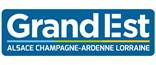 Grand Est
ALSACE CHAMPAGNE-ARDENNE LORRAINE